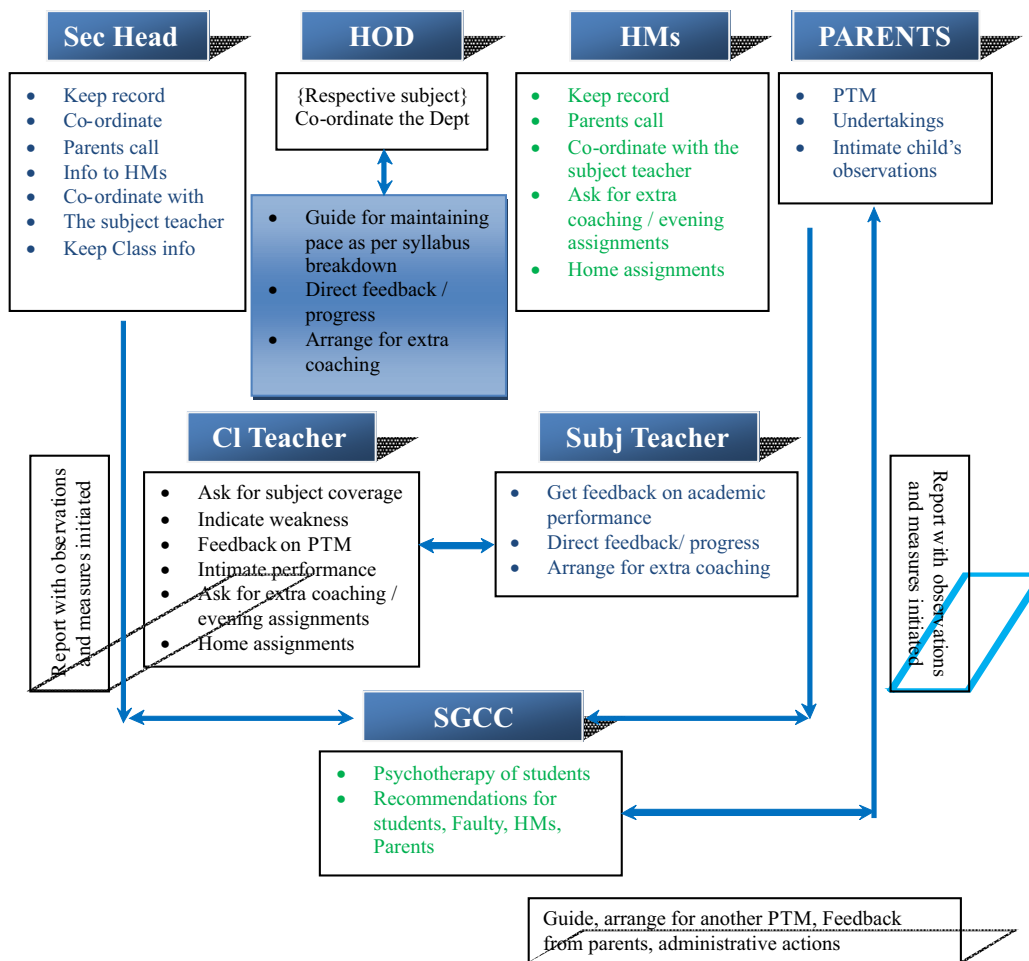 Sec Head
HOD
HMs
PARENTS
• Keep record
• Co-ordinate
• Parents call
• Info to HMs
• Co-ordinate with
• The subject teacher
• Keep Class info
{Respective subject}
Co-ordinate the Dept
• Guide for maintaining
pace as per syllabus
breakdown
• Direct feedback /
progress
• Arrange for extra
coaching
• Keep record
• Parents call
• Co-ordinate with the
subject teacher
• Ask for extra
coaching / evening
assignments
• Home assignments
• PTM
• Undertakings
• Intimate child’s
observations
Cl Teacher
Subj Teacher
Report with observations
and measures initiated
• Ask for subject coverage
• Indicate weakness
• Feedback on PTM
• Intimate performance
• Ask for extra coaching /
evening assignments
• Home assignments
• Get feedback on academic
performance
• Direct feedback/ progress
• Arrange for extra coaching
Report with observations
and measures initiated
SGCC
• Psychotherapy of students
• Recommendations for
students, Faulty, HMs,
Parents
Guide, arrange for another PTM, Feedback
from parents, administrative actions